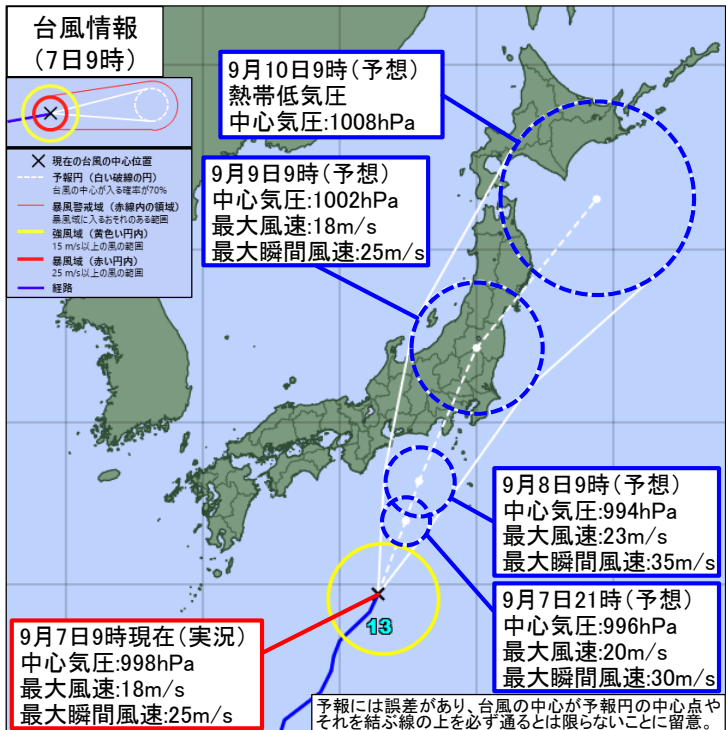 台風情報
(7日9時)
× 現在の台風の中心位置
予報円 (白い破線の円)
台風の中心が入る確率が70%
暴風警戒域 (赤線内の領域)
暴風域に入るおそれのある範囲
強風域 (黄色い円内)
15 m/s以上の風の範囲
暴風域 (赤い円内)
25 m/s以上の風の範囲
経路
9月10日9時(予想)
熱帯低気圧
中心気圧:1008hPa
9月9日9時(予想)
中心気圧:1002hPa
最大風速:18m/s
最大瞬間風速:25m/s
9月8日9時(予想)
中心気圧:994hPa
最大風速:23m/s
最大瞬間風速:35m/s
9月7日21時(予想)
中心気圧:996hPa
最大風速:20m/s
最大瞬間風速:30m/s
13
9月7日9時現在(実況)
中心気圧:998hPa
最大風速:18m/s
最大瞬間風速:25m/s
予報には誤差があり、台風の中心が予報円の中心点や
それを結ぶ線の上を必ず通るとは限らないことに留意。